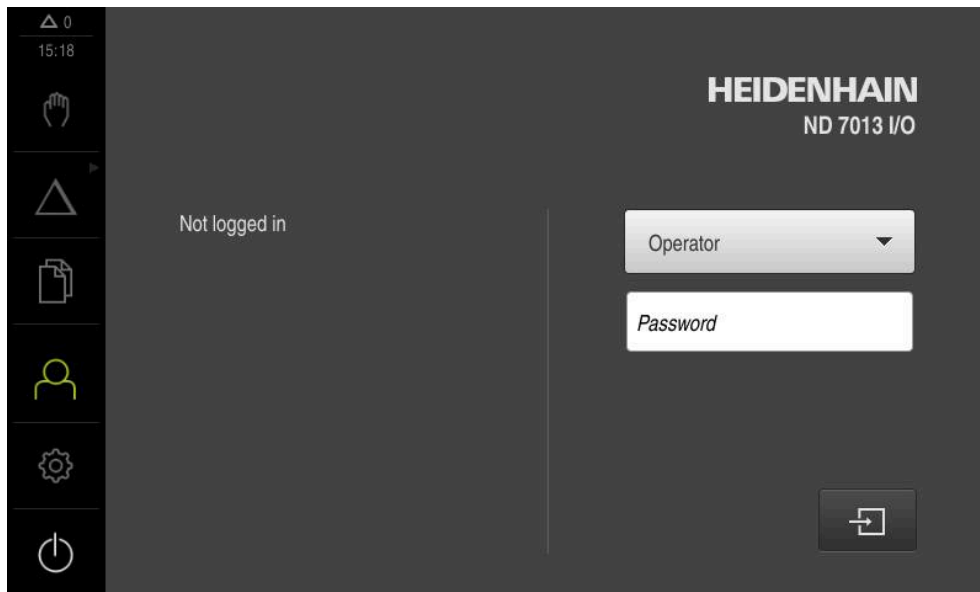 0
15:18
HEIDENHAIN
ND 7013 I/O
Not logged in
Operator
Password